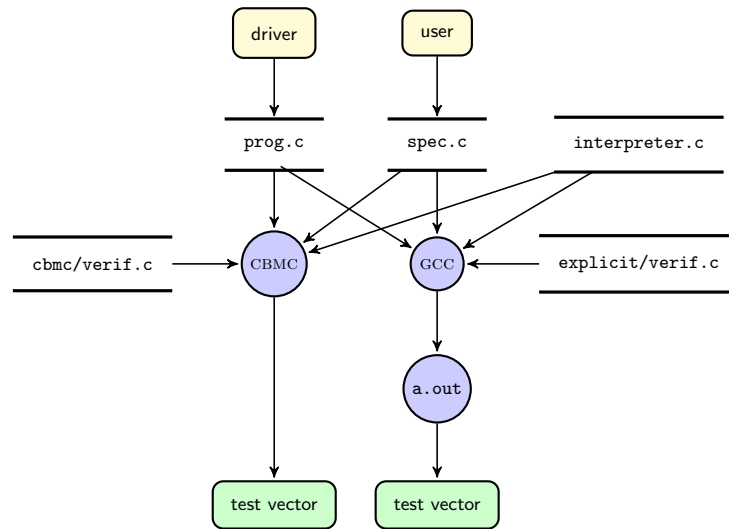 driver
user
prog.c
spec.c
interpreter.c
cbmc/verif.c
CBMC
GCC
explicit/verif.c
a.out
test vector
test vector